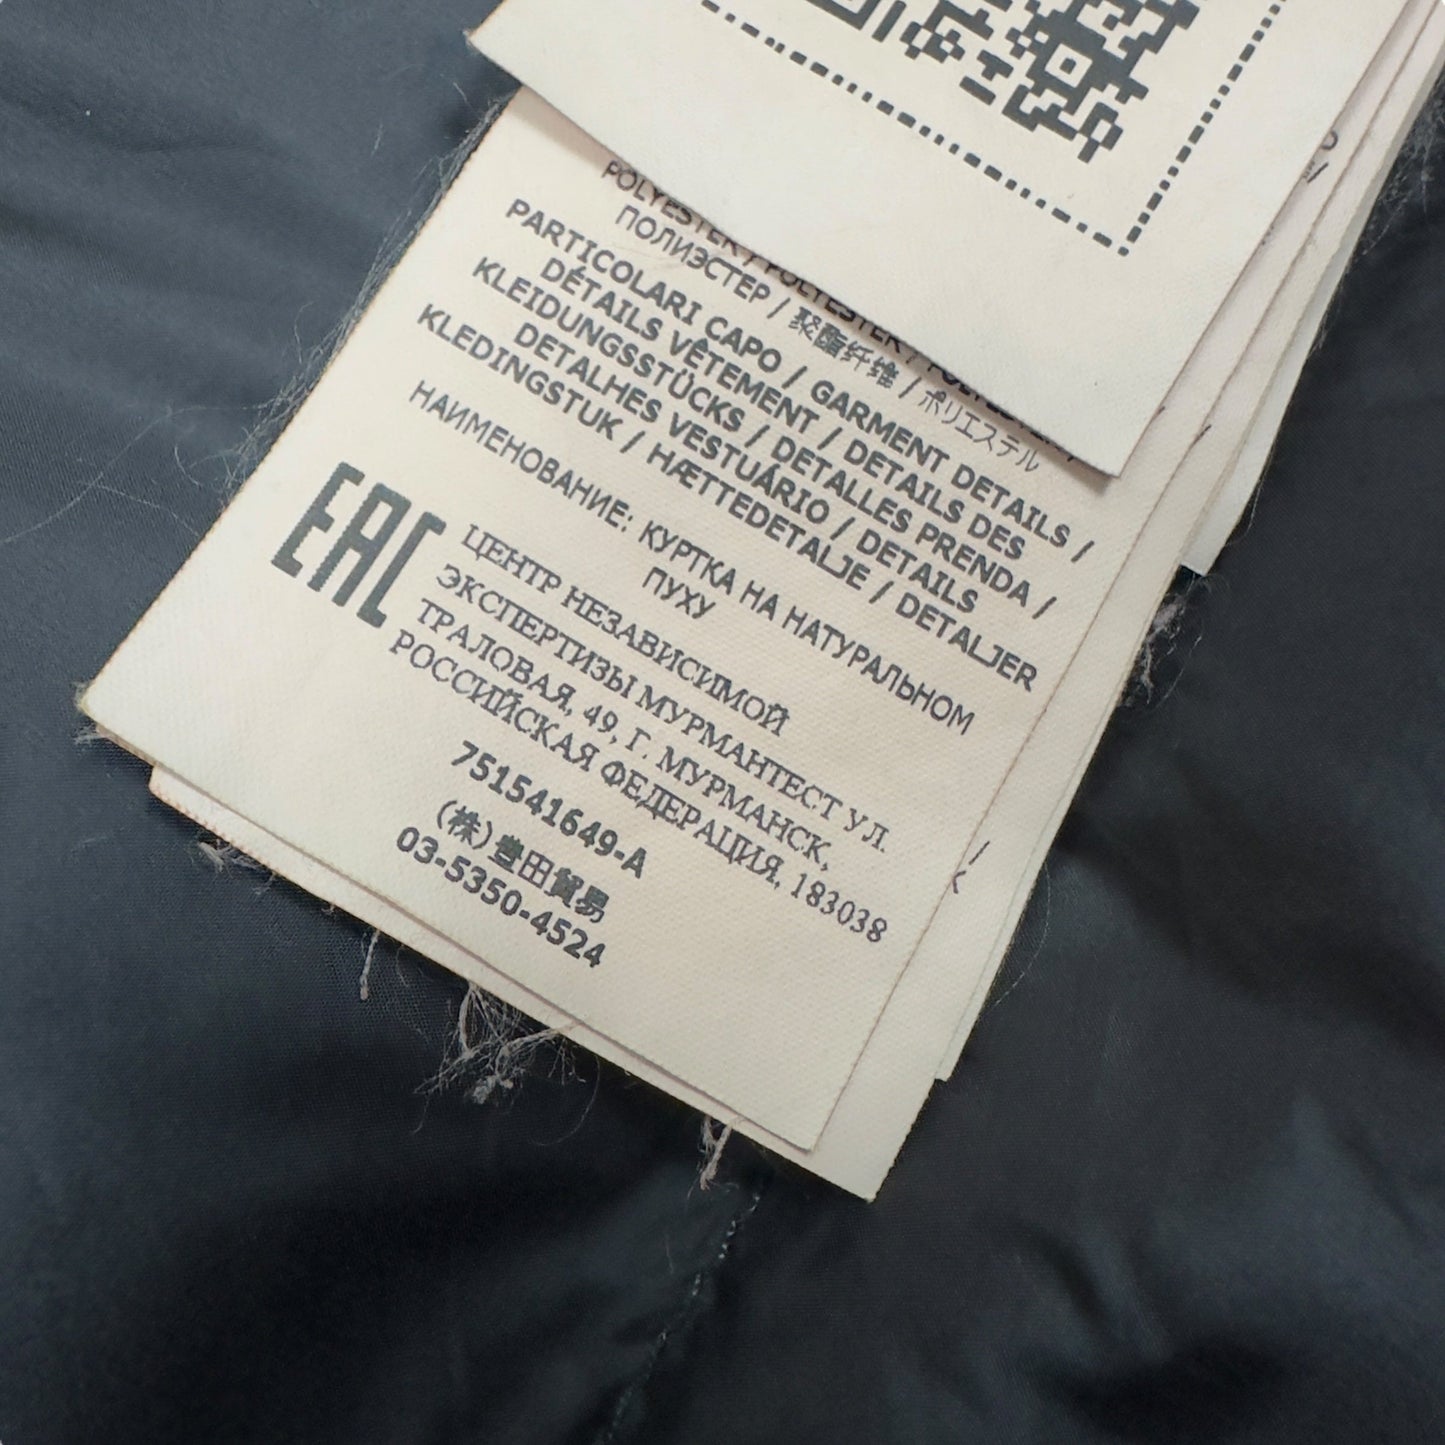 POLYESTER / POLYESTER /
ПОЛИЭСТЕР / 聚酯纤维 / ポリエステル
PARTICOLARI CAPO / GARMENT DETAILS /
DÉTAILS VÊTEMENT / DETAILS DES
KLEIDUNGSSTÜCKS / DETALLES PRENDA /
DETALHES VESTUÁRIO / DETAILS
KLEDINGSTUK / HÆTTEDETALJE / DETALJER
НАИМЕНОВАНИЕ: КУРТКА НА НАТУРАЛЬНОМ
ПУХУ
EAC
ЦЕНТР НЕЗАВИСИМОЙ
ЭКСПЕРТИЗЫ МУРМАНТЕСТ УЛ.
ТРАЛОВАЯ, 49, Г. МУРМАНСК,
РОССИЙСКАЯ ФЕДЕРАЦИЯ, 183038
751541649-A
(株)豊田貿易
03-5350-4524